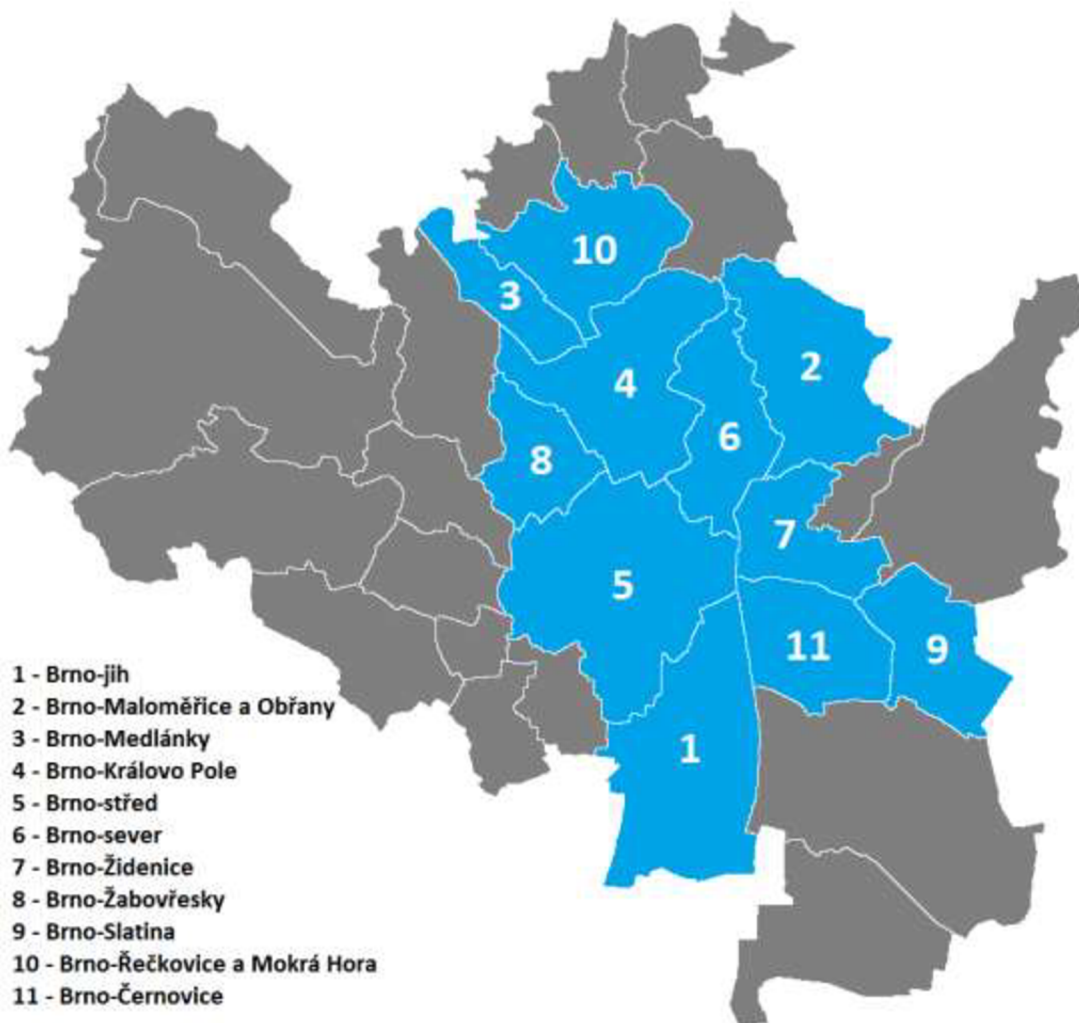 10
3
2
4
6
8
7
5
11
9
1
1 - Brno-jih
2 - Brno-Maloměřice a Obřany
3 - Brno-Medlánky
4 - Brno-Královo Pole
5 - Brno-střed
6 - Brno-sever
7 - Brno-Židenice
8 - Brno-Žabovřesky
9 - Brno-Slatina
10 - Brno-Řečkovice a Mokrá Hora
11 - Brno-Černovice